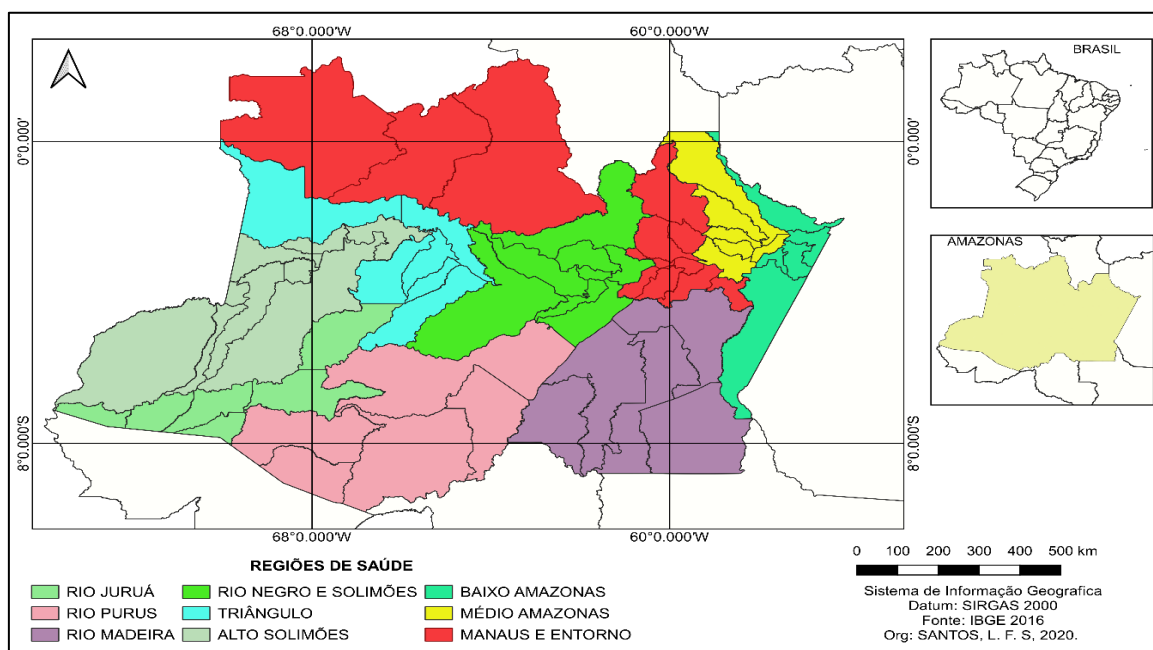 68°0.000'W 60°0.000'W
BRASIL
0°0.000'
0°0.000'
AMAZONAS
8°0.000'S
8°0.000'S
68°0.000'W 60°0.000'W
REGIÕES DE SAÚDE
RIO JURUÁ RIO NEGRO E SOLIMÕES BAIXO AMAZONAS
RIO PURUS TRIÂNGULO MÉDIO AMAZONAS
RIO MADEIRA ALTO SOLIMÕES MANAUS E ENTORNO
0 100 200 300 400 500 km
Sistema de Informação Geografica
Datum: SIRGAS 2000
Fonte: IBGE 2016
Org: SANTOS, L. F. S, 2020.